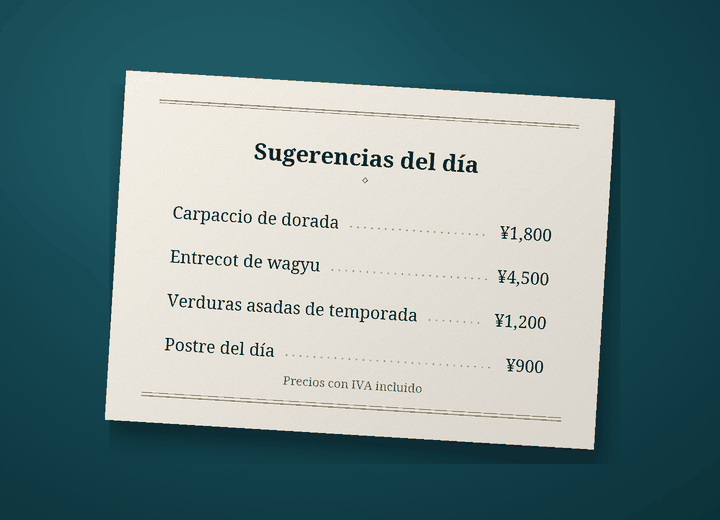 Sugerencias del día
Carpaccio de dorada ¥1,800
Entrecot de wagyu ¥4,500
Verduras asadas de temporada ¥1,200
Postre del día ¥900
Precios con IVA incluido